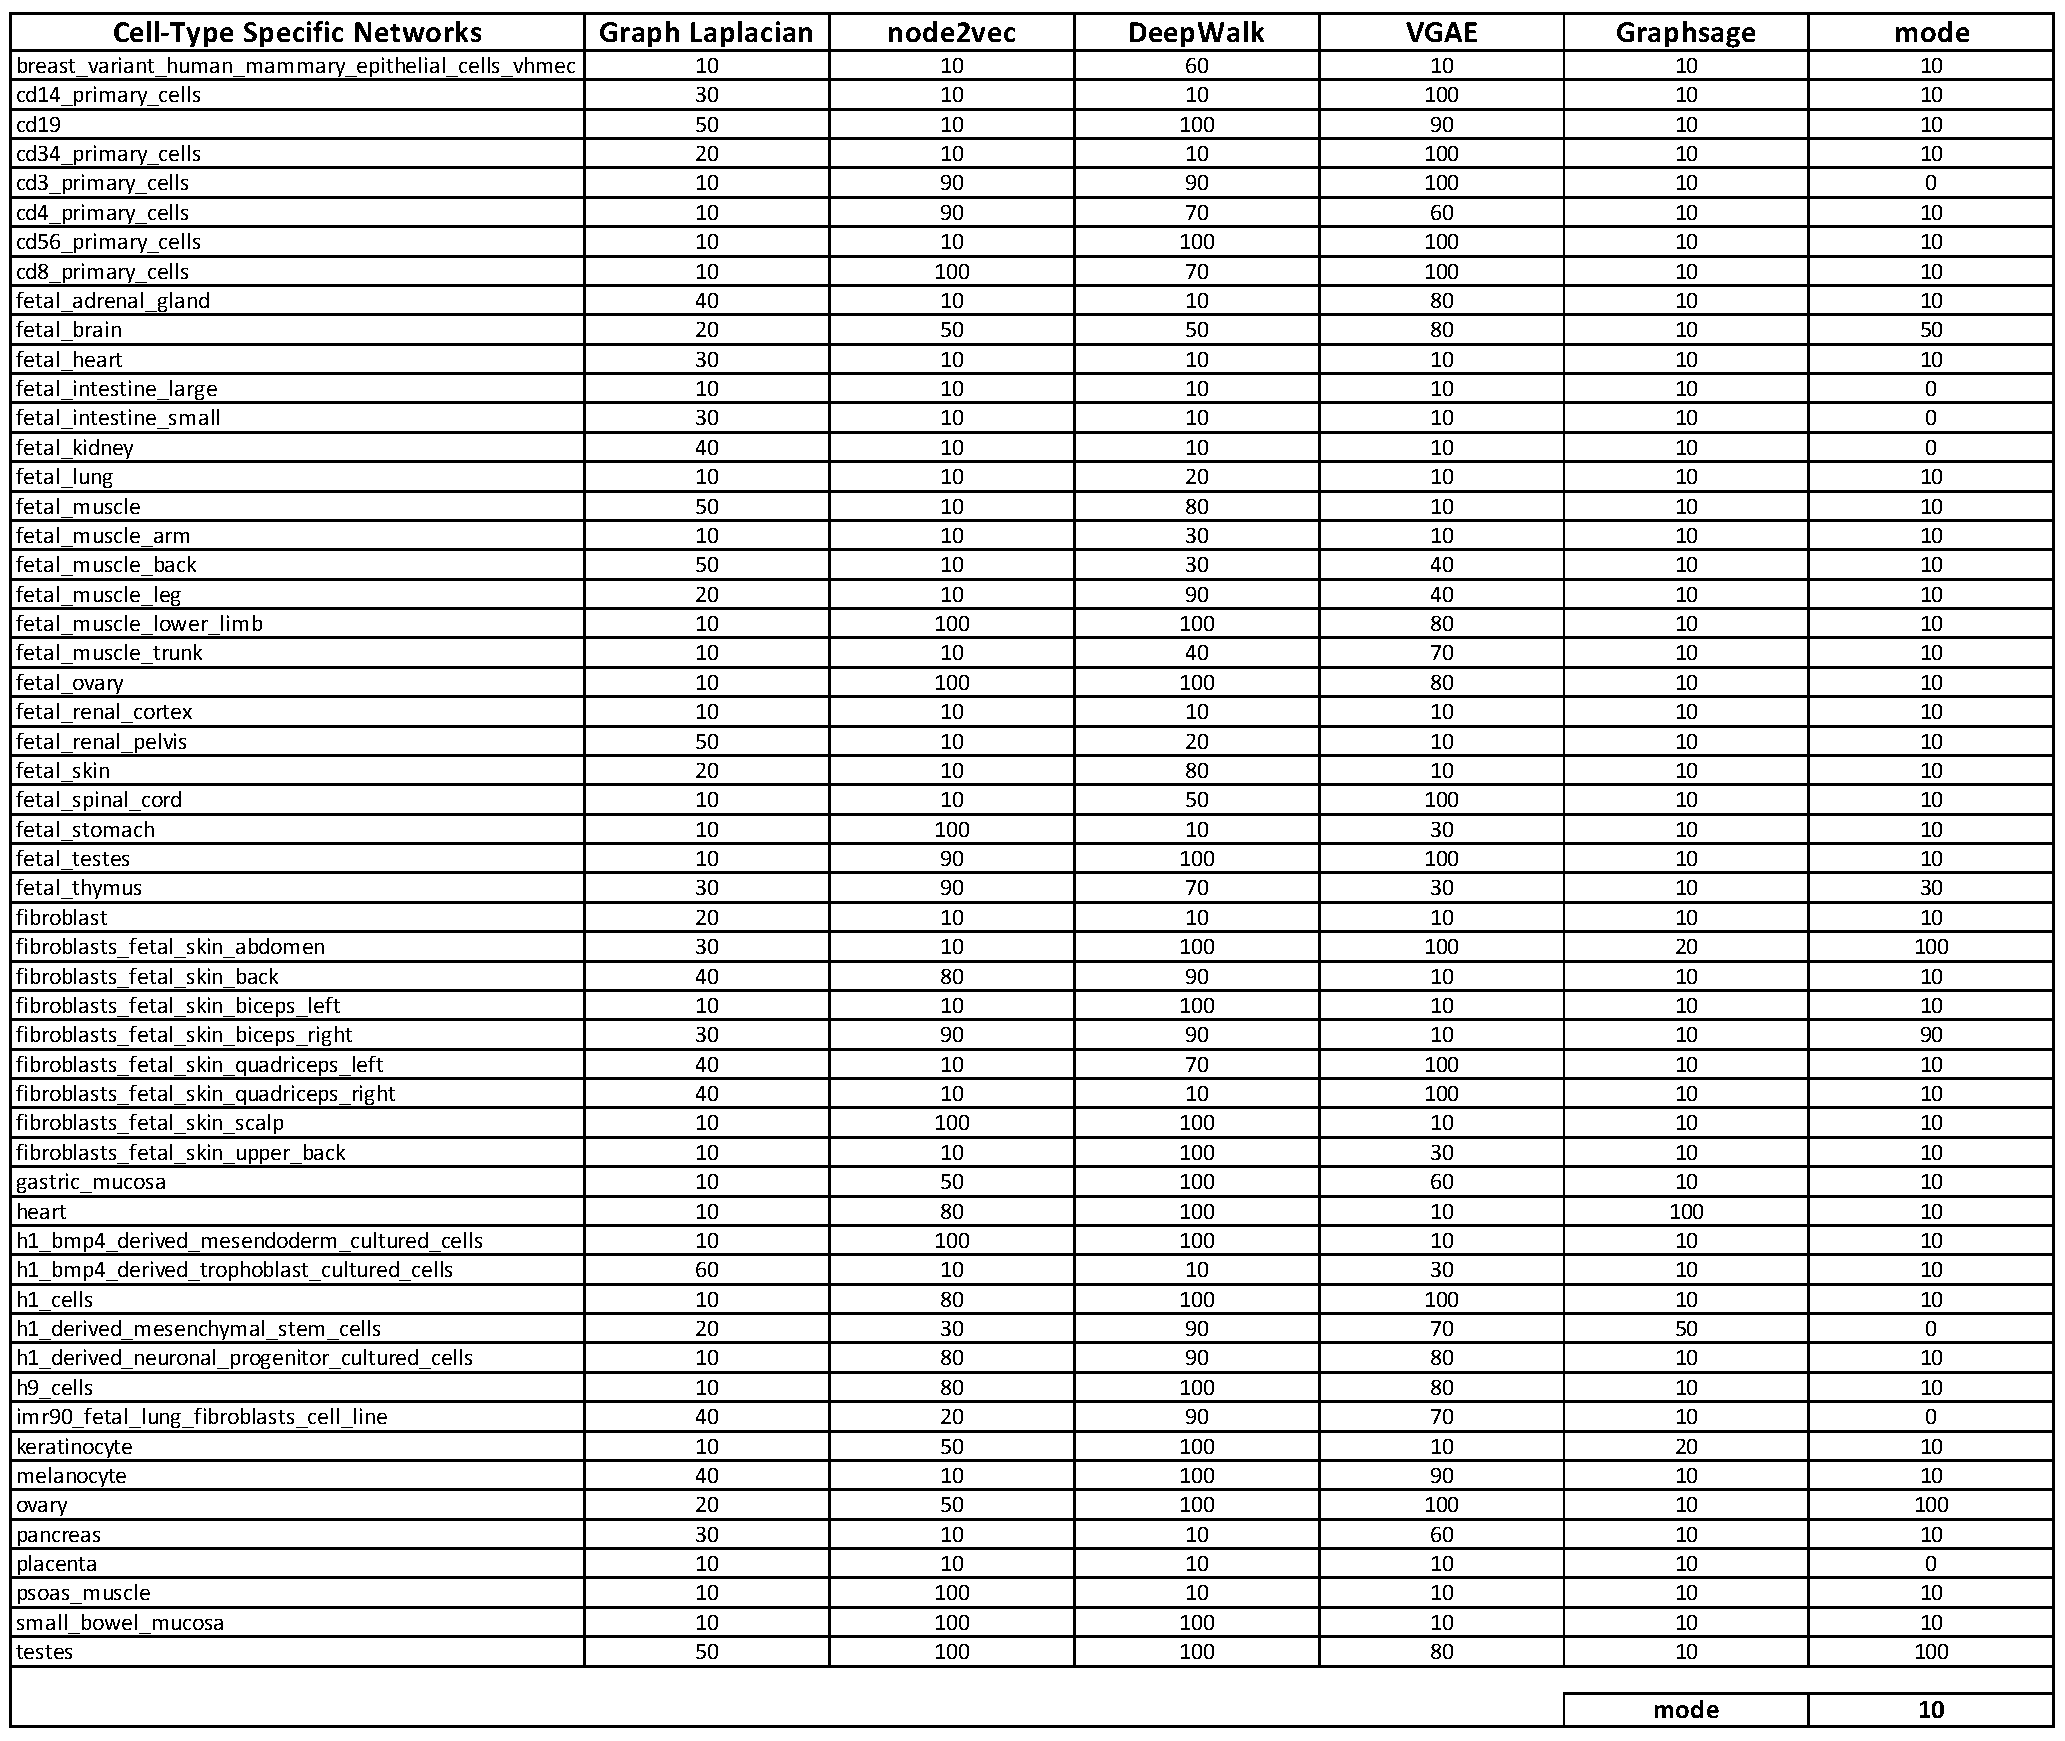 Cell-Type Specific Networks Graph Laplacian node2vec DeepWalk VGAE Graphsage mode
breast_variant_human_mammary_epithelial_cells_vhmec 10 10 60 10 10 10
cd14_primary_cells 30 10 10 100 10 10
cd19 50 10 100 90 10 10
cd34_primary_cells 20 10 10 100 10 10
cd3_primary_cells 10 90 90 100 10 0
cd4_primary_cells 10 90 70 60 10 10
cd56_primary_cells 10 10 100 100 10 10
cd8_primary_cells 10 100 70 100 10 10
fetal_adrenal_gland 40 10 10 80 10 10
fetal_brain 20 50 50 80 10 50
fetal_heart 30 10 10 10 10 10
fetal_intestine_large 10 10 10 10 10 0
fetal_intestine_small 30 10 10 10 10 0
fetal_kidney 40 10 10 10 10 0
fetal_lung 10 10 20 10 10 10
fetal_muscle 50 10 80 10 10 10
fetal_muscle_arm 10 10 30 10 10 10
fetal_muscle_back 50 10 30 40 10 10
fetal_muscle_leg 20 10 90 40 10 10
fetal_muscle_lower_limb 10 100 100 80 10 10
fetal_muscle_trunk 10 10 40 70 10 10
fetal_ovary 10 100 100 80 10 10
fetal_renal_cortex 10 10 10 10 10 10
fetal_renal_pelvis 50 10 20 10 10 10
fetal_skin 20 10 80 10 10 10
fetal_spinal_cord 10 10 50 100 10 10
fetal_stomach 10 100 10 30 10 10
fetal_testes 10 90 100 100 10 10
fetal_thymus 30 90 70 30 10 30
fibroblast 20 10 10 10 10 10
fibroblasts_fetal_skin_abdomen 30 10 100 100 20 100
fibroblasts_fetal_skin_back 40 80 90 10 10 10
fibroblasts_fetal_skin_biceps_left 10 10 100 10 10 10
fibroblasts_fetal_skin_biceps_right 30 90 90 10 10 90
fibroblasts_fetal_skin_quadriceps_left 40 10 70 100 10 10
fibroblasts_fetal_skin_quadriceps_right 40 10 10 100 10 10
fibroblasts_fetal_skin_scalp 10 100 100 10 10 10
fibroblasts_fetal_skin_upper_back 10 10 100 30 10 10
gastric_mucosa 10 50 100 60 10 10
heart 10 80 100 10 100 10
h1_bmp4_derived_mesendoderm_cultured_cells 10 100 100 10 10 10
h1_bmp4_derived_trophoblast_cultured_cells 60 10 10 30 10 10
h1_cells 10 80 100 100 10 10
h1_derived_mesenchymal_stem_cells 20 30 90 70 50 0
h1_derived_neuronal_progenitor_cultured_cells 10 80 90 80 10 10
h9_cells 10 80 100 80 10 10
imr90_fetal_lung_fibroblasts_cell_line 40 20 90 70 10 0
keratinocyte 10 50 100 10 20 10
melanocyte 40 10 100 90 10 10
ovary 20 50 100 100 10 100
pancreas 30 10 10 60 10 10
placenta 10 10 10 10 10 0
psoas_muscle 10 100 10 10 10 10
small_bowel_mucosa 10 100 100 10 10 10
testes 50 100 100 80 10 100
mode 10